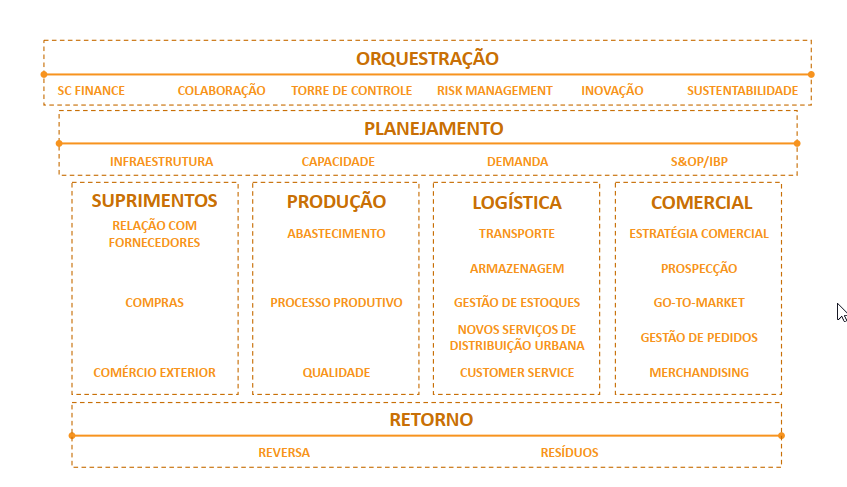 ORQUESTRAÇÃO
SC FINANCE COLABORAÇÃO TORRE DE CONTROLE RISK MANAGEMENT INOVAÇÃO SUSTENTABILIDADE
PLANEJAMENTO
INFRAESTRUTURA CAPACIDADE DEMANDA S&OP/IBP
SUPRIMENTOS
RELAÇÃO COM
FORNECEDORES
COMPRAS
COMÉRCIO EXTERIOR
PRODUÇÃO
ABASTECIMENTO
PROCESSO PRODUTIVO
QUALIDADE
LOGÍSTICA
TRANSPORTE
ARMAZENAGEM
GESTÃO DE ESTOQUES
NOVOS SERVIÇOS DE
DISTRIBUIÇÃO URBANA
CUSTOMER SERVICE
COMERCIAL
ESTRATÉGIA COMERCIAL
PROSPECÇÃO
GO-TO-MARKET
GESTÃO DE PEDIDOS
MERCHANDISING
RETORNO
REVERSA RESÍDUOS